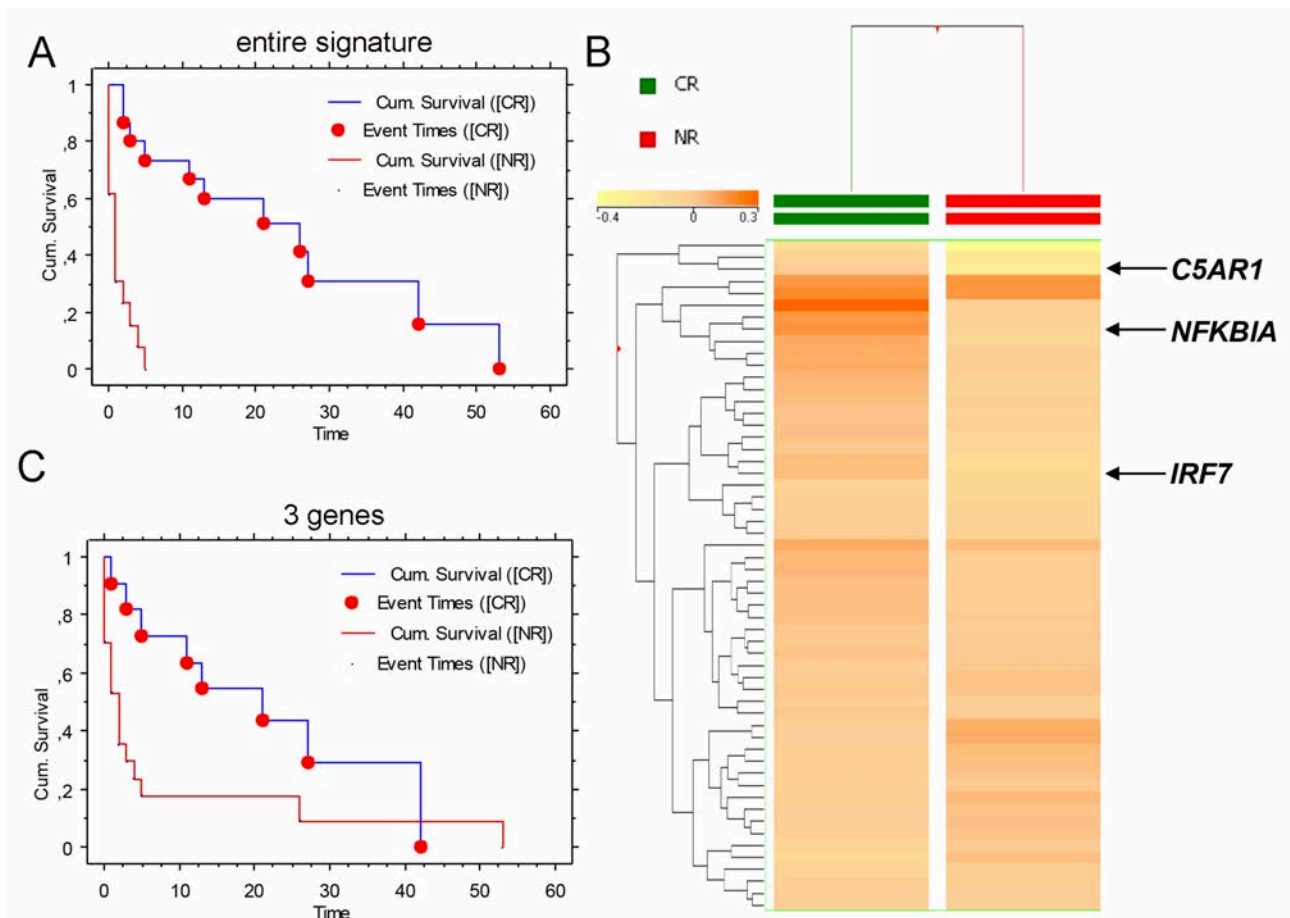 A
entire signature
Cum. Survival ([CR])
Event Times ([CR])
Cum. Survival ([NR])
Event Times ([NR])
Cum. Survival
1
,8
,6
,4
,2
0
0 10 20 30 40 50 60
Time
B
CR
NR
-0.4 0 0.3
C5AR1
NFKBIA
IRF7
C
3 genes
Cum. Survival ([CR])
Event Times ([CR])
Cum. Survival ([NR])
Event Times ([NR])
Cum. Survival
1
,8
,6
,4
,2
0
0 10 20 30 40 50 60
Time